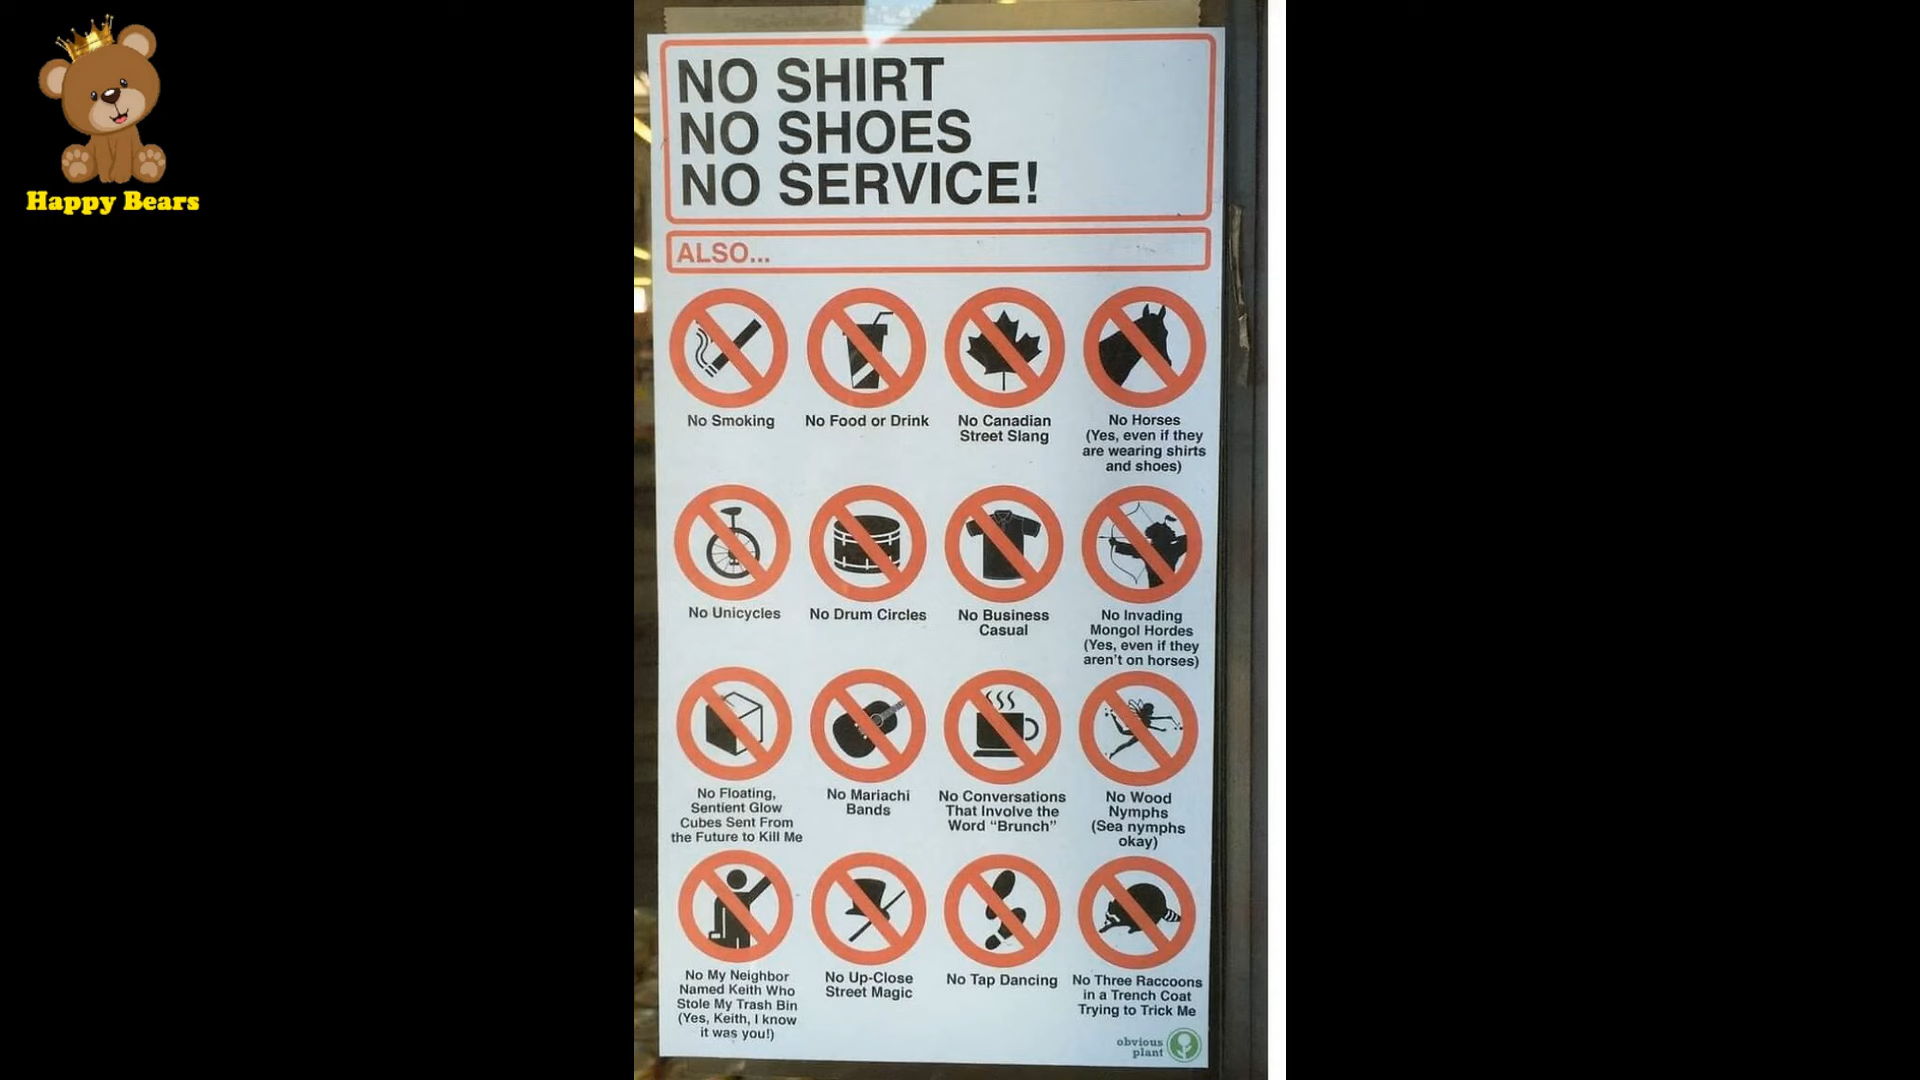 Happy Bears
NO SHIRT
NO SHOES
NO SERVICE!
ALSO...
No Smoking
No Food or Drink
No Canadian
Street Slang
No Horses
(Yes, even if they
are wearing shirts
and shoes)
No Unicycles
No Drum Circles
No Business
Casual
No Invading
Mongol Hordes
(Yes, even if they
aren't on horses)
No Floating,
Sentient Glow
Cubes Sent From
the Future to Kill Me
No Mariachi
Bands
No Conversations
That Involve the
Word "Brunch"
No Wood
Nymphs
(Sea nymphs
okay)
No My Neighbor
Named Keith Who
Stole My Trash Bin
(Yes, Keith, I know
it was you!)
No Up-Close
Street Magic
No Tap Dancing
No Three Raccoons
in a Trench Coat
Trying to Trick Me
obvious
plant